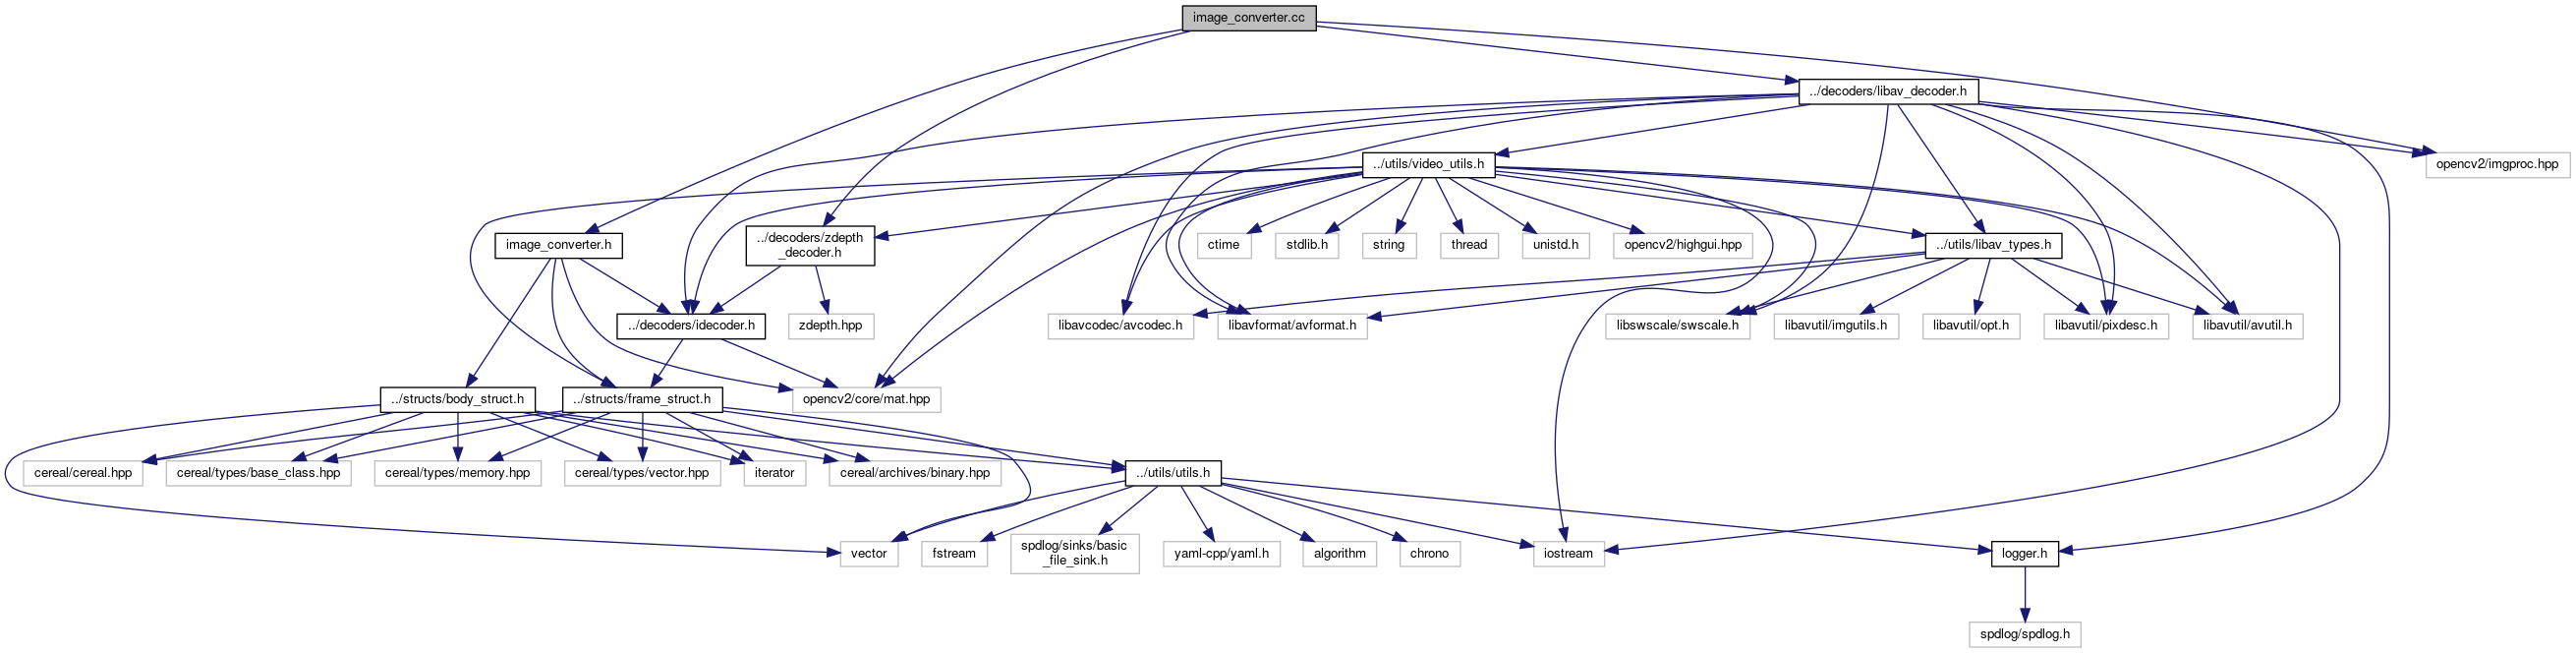 image_converter.cc
../decoders/libav_decoder.h
../utils/video_utils.h
opencv2/imgproc.hpp
image_converter.h
../decoders/zdepth
_decoder.h
ctime
stdlib.h
string
thread
unistd.h
opencv2/highgui.hpp
../utils/libav_types.h
../decoders/idecoder.h
zdepth.hpp
libavcodec/avcodec.h
libavformat/avformat.h
libswscale/swscale.h
libavutil/imgutils.h
libavutil/opt.h
libavutil/pixdesc.h
libavutil/avutil.h
../structs/body_struct.h
../structs/frame_struct.h
opencv2/core/mat.hpp
cereal/cereal.hpp
cereal/types/base_class.hpp
cereal/types/memory.hpp
cereal/types/vector.hpp
iterator
cereal/archives/binary.hpp
../utils/utils.h
vector
fstream
spdlog/sinks/basic
_file_sink.h
yaml-cpp/yaml.h
algorithm
chrono
iostream
logger.h
spdlog/spdlog.h